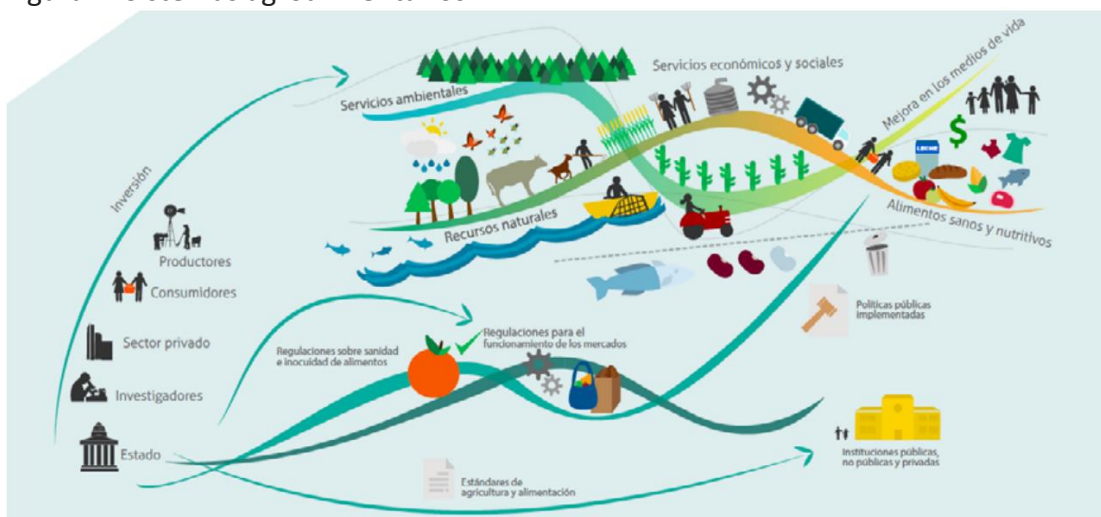 Servicios ambientales
Servicios económicos y sociales
Mejora en los medios de vida
Inversión
LECHE
$
Recursos naturales
Alimentos sanos y nutritivos
Productores
Consumidores
Sector privado
Investigadores
Estado
Regulaciones sobre sanidad
e inocuidad de alimentos
Regulaciones para el
funcionamiento de los mercados
Políticas públicas
implementadas
Instituciones públicas,
no públicas y privadas
Estándares de
agricultura y alimentación